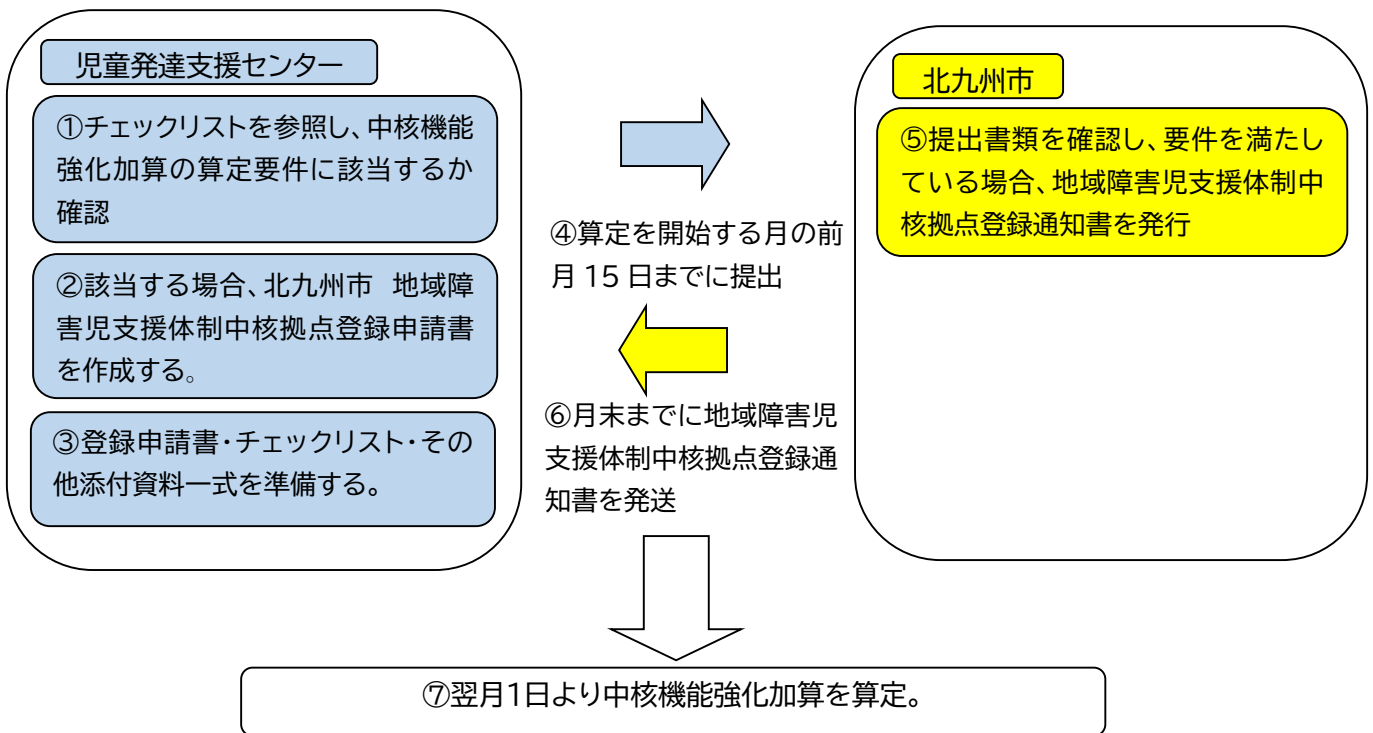 児童発達支援センター
①チェックリストを参照し、中核機能
強化加算の算定要件に該当するか
確認
②該当する場合、北九州市　地域障
害児支援体制中核拠点登録申請書
を作成する。
③登録申請書・チェックリスト・その
他添付資料一式を準備する。
④算定を開始する月の前
月 15 日までに提出
⑥月末までに地域障害児
支援体制中核拠点登録通
知書を発送
北九州市
⑤提出書類を確認し、要件を満たし
ている場合、地域障害児支援体制中
核拠点登録通知書を発行
⑦翌月1日より中核機能強化加算を算定。